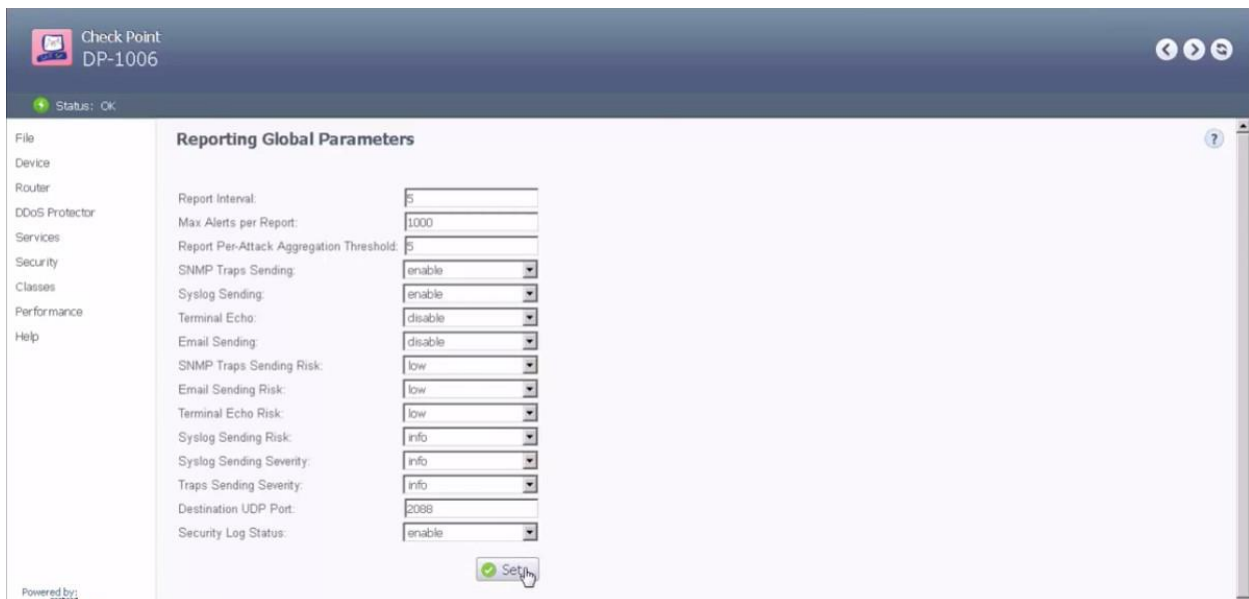 Check Point
DP-1006
Status: OK
File
Device
Router
DDoS Protector
Services
Security
Classes
Performance
Help
Powered by:
Reporting Global Parameters
?
Report Interval: 5
Max Alerts per Report: 1000
Report Per-Attack Aggregation Threshold: 5
SNMP Traps Sending: enable
Syslog Sending: enable
Terminal Echo: disable
Email Sending: disable
SNMP Traps Sending Risk: low
Email Sending Risk: low
Terminal Echo Risk: low
Syslog Sending Risk: info
Syslog Sending Severity: info
Traps Sending Severity: info
Destination UDP Port: 2088
Security Log Status: enable
Set